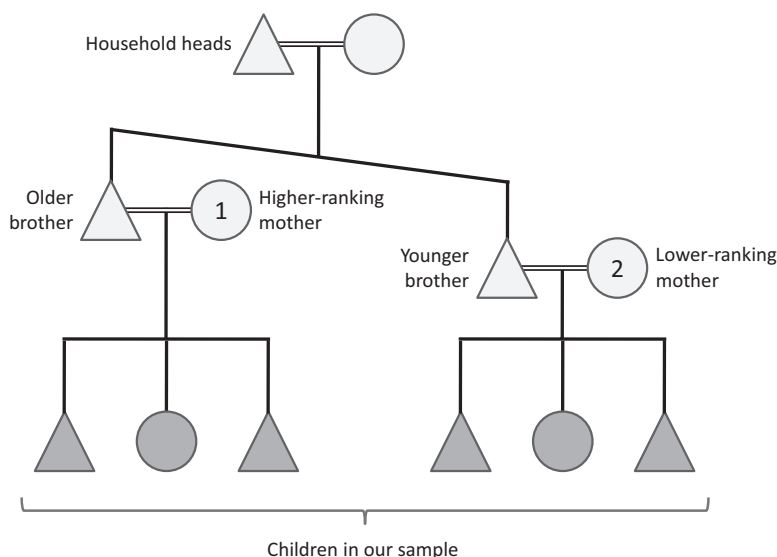 Household heads
Older
brother
1
Higher-ranking
mother
Younger
brother
2
Lower-ranking
mother
Children in our sample